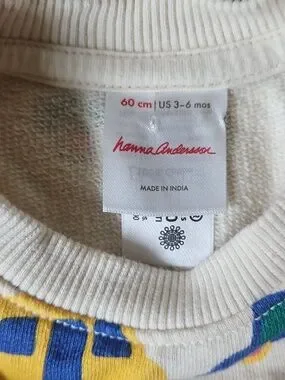 60 cm | US 3-6 mos
hanna andersson
MADE IN INDIA